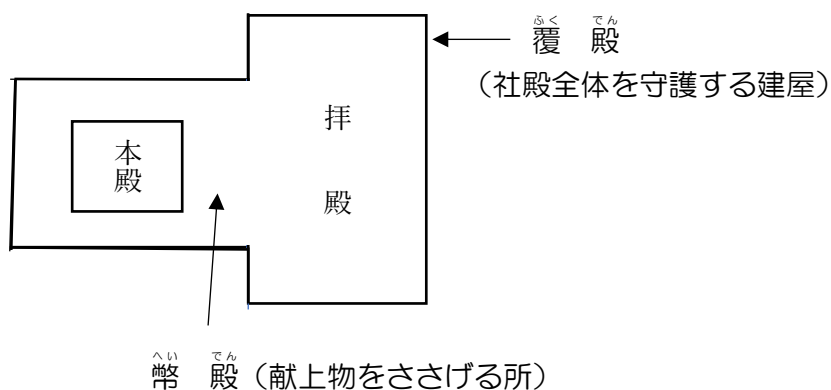 ふく でん
覆 殿
（社殿全体を守護する建屋）
拝殿
本殿
へい でん
幣 殿（献上物をささげる所）